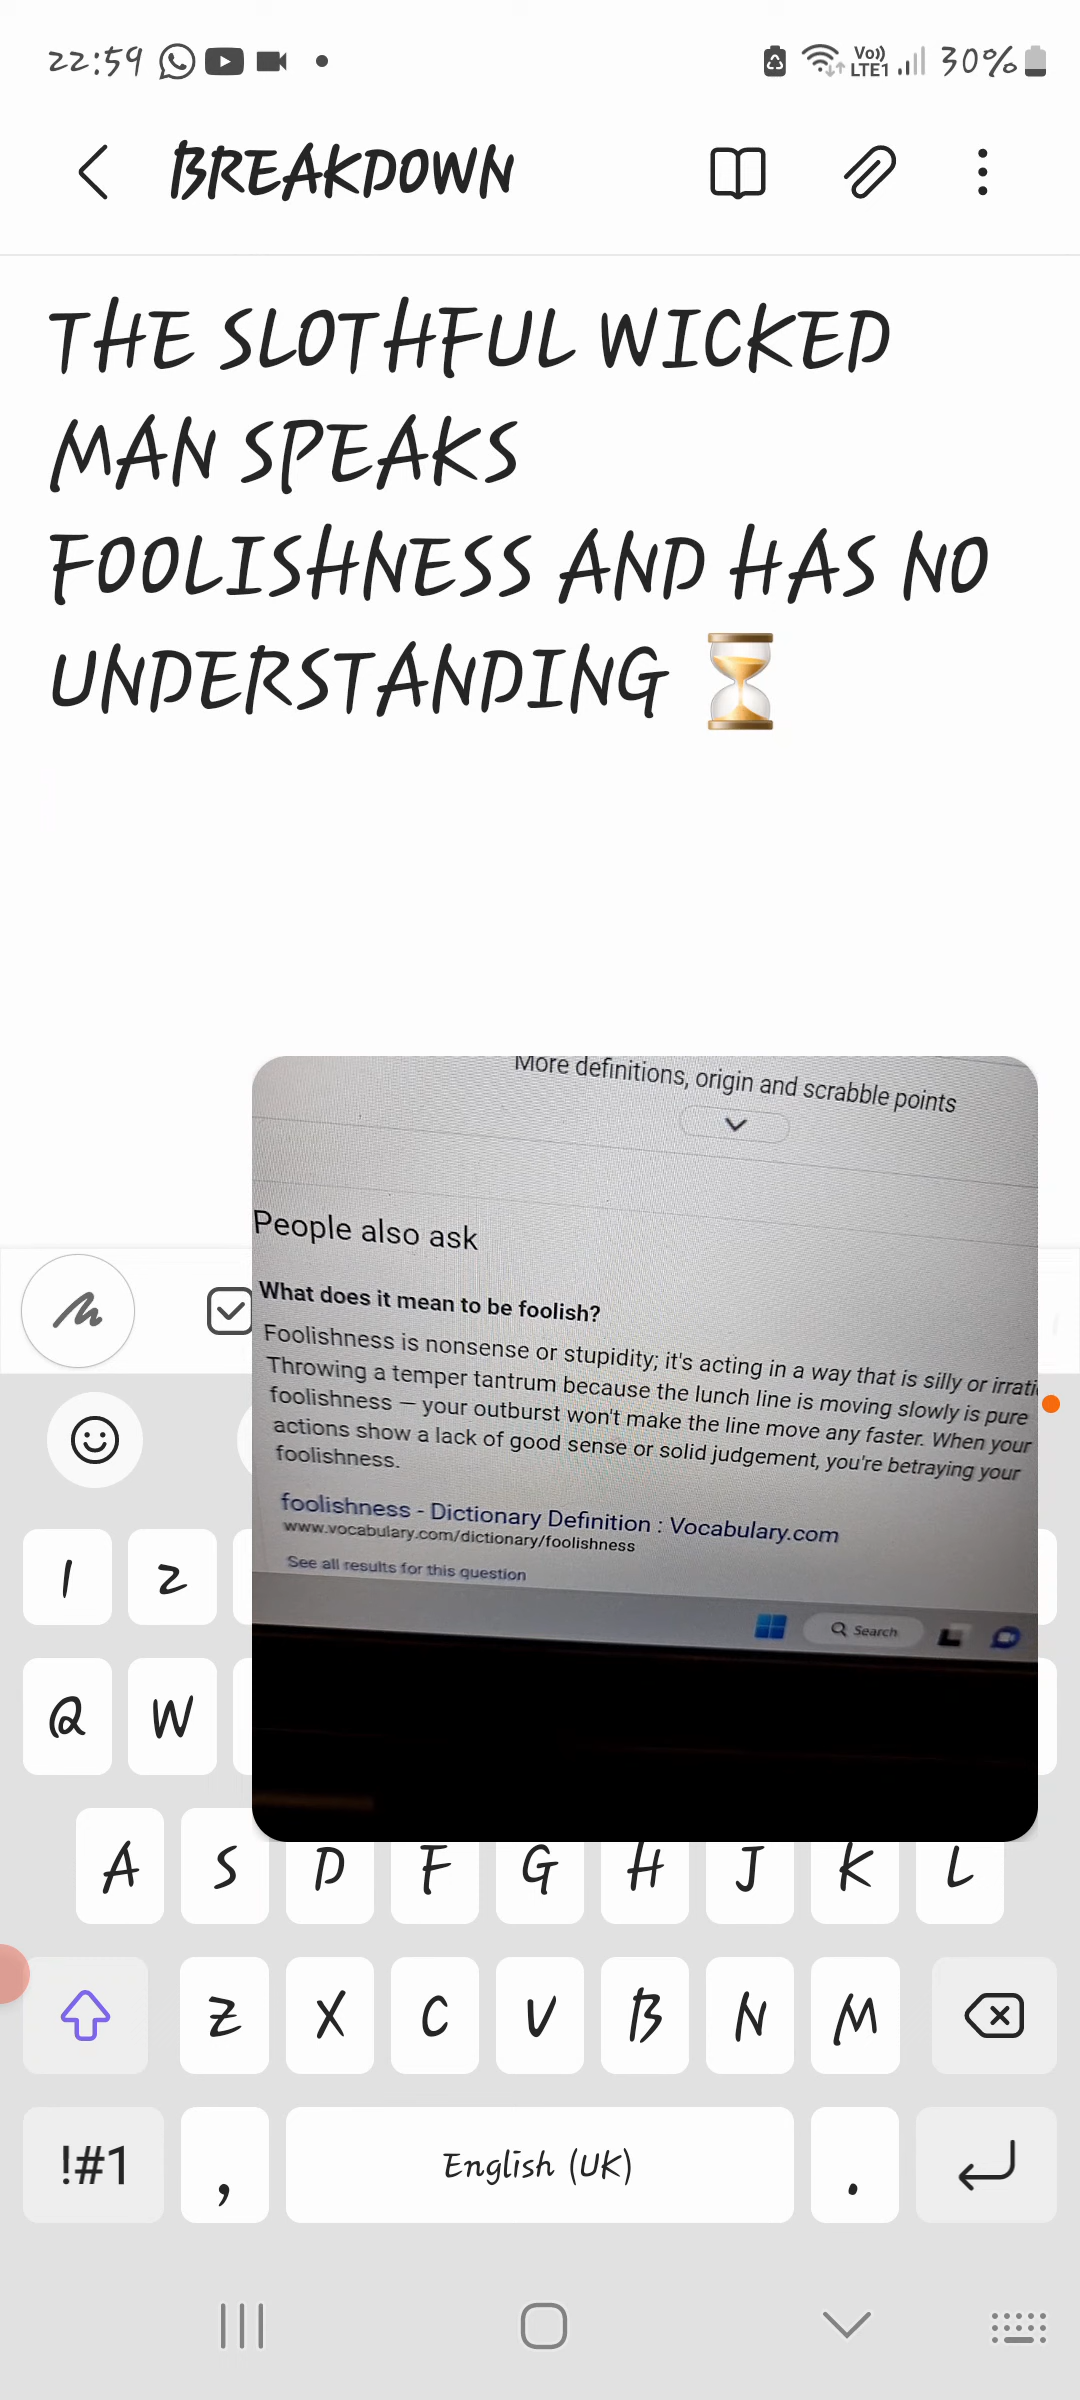 22:59
Vo))
LTE1
30%
BREAKDOWN
THE SLOTHFUL WICKED
MAN SPEAKS
FOOLISHNESS AND HAS NO
UNDERSTANDING ⏳
More definitions, origin and scrabble points
People also ask
What does it mean to be foolish?
Foolishness is nonsense or stupidity; it's acting in a way that is silly or
Throwing a temper tantrum because the lunch line is moving slowly is pure
foolishness — your outburst won't make the line move any faster. When your
actions show a lack of good sense or solid judgement, you're betraying your
foolishness.
foolishness - Dictionary Definition : Vocabulary.com
www.vocabulary.com/dictionary/foolishness
See all results for this question
Search
1 2
Q W
A S D F G H J K L
Z X C V B N M
!#1 , English (UK) .